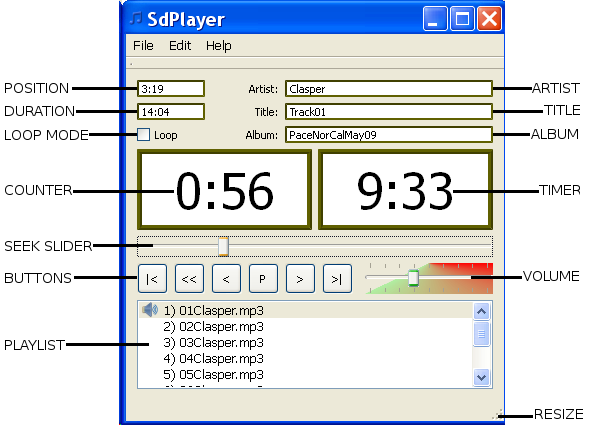 SdPlayer
File Edit Help
POSITION 3:19 Artist: Clasper ARTIST
DURATION 14:04 Title: Track01 TITLE
LOOP MODE Loop Album: PaceNorCalMay09 ALBUM
COUNTER 0:56 9:33 TIMER
SEEK SLIDER
BUTTONS |< << < P > >| VOLUME
1) 01Clasper.mp3
2) 02Clasper.mp3
PLAYLIST 3) 03Clasper.mp3
4) 04Clasper.mp3
5) 05Clasper.mp3
RESIZE